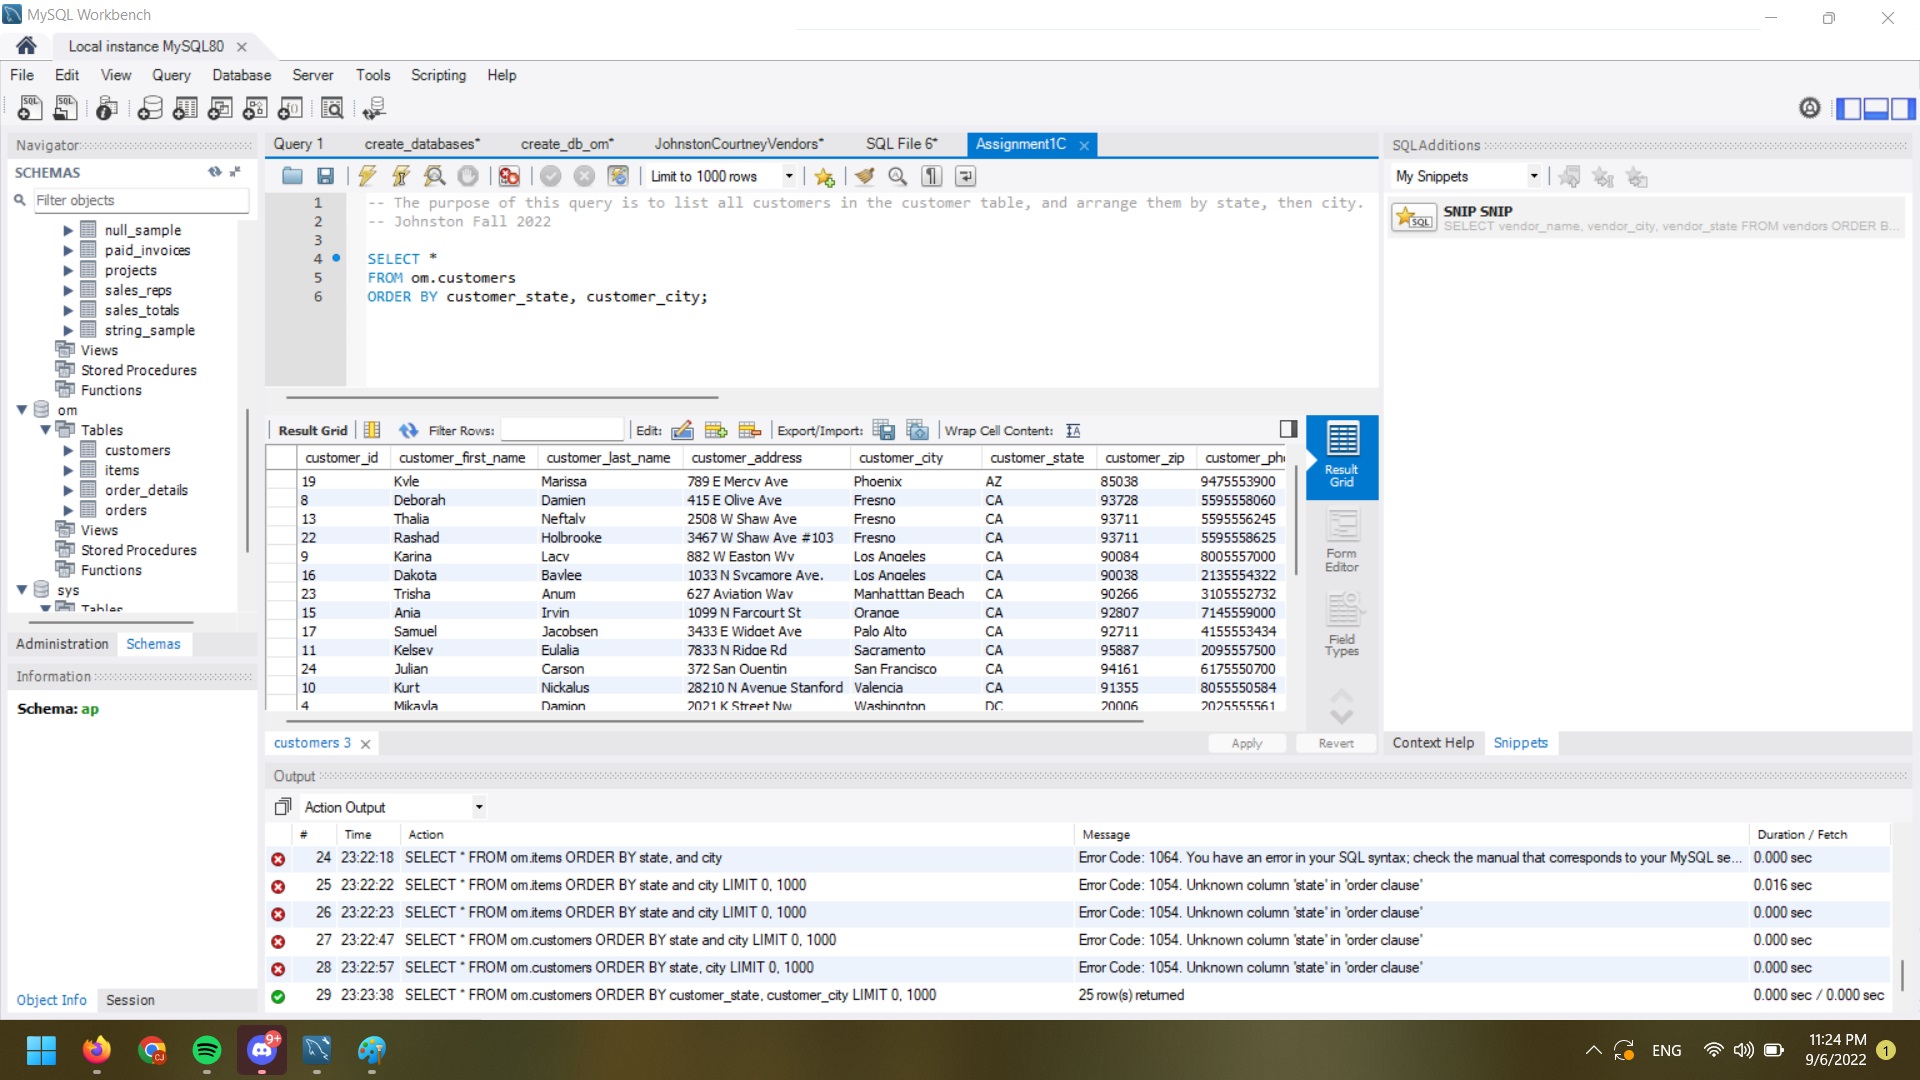 MySQL Workbench
Local instance MySQL80
File Edit View Query Database Server Tools Scripting Help
Navigator
SCHEMAS
Filter objects
null_sample
paid_invoices
projects
sales_reps
sales_totals
string_sample
Views
Stored Procedures
Functions
om
Tables
customers
items
order_details
orders
Views
Stored Procedures
Functions
sys
Tables
Administration Schemas
Information
Schema: ap
Object Info Session
Query 1 create_databases* create_db_om* JohnstonCourtneyVendors* SQL File 6* Assignment1C
Limit to 1000 rows
1 -- The purpose of this query is to list all customers in the customer table, and arrange them by state, then city.
2 -- Johnston Fall 2022
3
4 SELECT *
5 FROM om.customers
6 ORDER BY customer_state, customer_city;
Result Grid Filter Rows: Edit: Export/Import: Wrap Cell Content:
customer_id customer_first_name customer_last_name customer_address customer_city customer_state customer_zip customer_pho
19 Kyle Marissa 789 E Mercy Ave Phoenix AZ 85038 9475553900
8 Deborah Damien 415 E Olive Ave Fresno CA 93728 5595558060
13 Thalia Neftaly 2508 W Shaw Ave Fresno CA 93711 5595556245
22 Rashad Holbrooke 3467 W Shaw Ave #103 Fresno CA 93711 5595558625
9 Karina Lacy 882 W Easton Wy Los Angeles CA 90084 8005557000
16 Dakota Baylee 1033 N Sycamore Ave. Los Angeles CA 90038 2135554322
23 Trisha Anum 627 Aviation Way Manhatttan Beach CA 90266 3105552732
15 Ania Irvin 1099 N Farcourt St Orange CA 92807 7145559000
17 Samuel Jacobsen 3433 E Widget Ave Palo Alto CA 92711 4155553434
11 Kelsey Eulalia 7833 N Ridge Rd Sacramento CA 95887 2095557500
24 Julian Carson 372 San Quentin San Francisco CA 94161 6175550700
10 Kurt Nickalus 28210 N Avenue Stanford Valencia CA 91355 8055550584
4 Mikayla Damion 2021 K Street Nw Washington DC 20006 2025555561
Result Grid
Form Editor
Field Types
customers 3 Apply Revert
SQLAdditions
My Snippets
SQL SNIP SNIP
SELECT vendor_name, vendor_city, vendor_state FROM vendors ORDER B...
Context Help Snippets
Output
Action Output
# Time Action Message Duration / Fetch
24 23:22:18 SELECT * FROM om.items ORDER BY state, and city Error Code: 1064. You have an error in your SQL syntax; check the manual that corresponds to your MySQL se... 0.000 sec
25 23:22:22 SELECT * FROM om.items ORDER BY state and city LIMIT 0, 1000 Error Code: 1054. Unknown column 'state' in 'order clause' 0.016 sec
26 23:22:23 SELECT * FROM om.items ORDER BY state and city LIMIT 0, 1000 Error Code: 1054. Unknown column 'state' in 'order clause' 0.000 sec
27 23:22:47 SELECT * FROM om.customers ORDER BY state and city LIMIT 0, 1000 Error Code: 1054. Unknown column 'state' in 'order clause' 0.000 sec
28 23:22:57 SELECT * FROM om.customers ORDER BY state, city LIMIT 0, 1000 Error Code: 1054. Unknown column 'state' in 'order clause' 0.000 sec
29 23:23:38 SELECT * FROM om.customers ORDER BY customer_state, customer_city LIMIT 0, 1000 25 row(s) returned 0.000 sec / 0.000 sec
9+
ENG
11:24 PM
9/6/2022
1